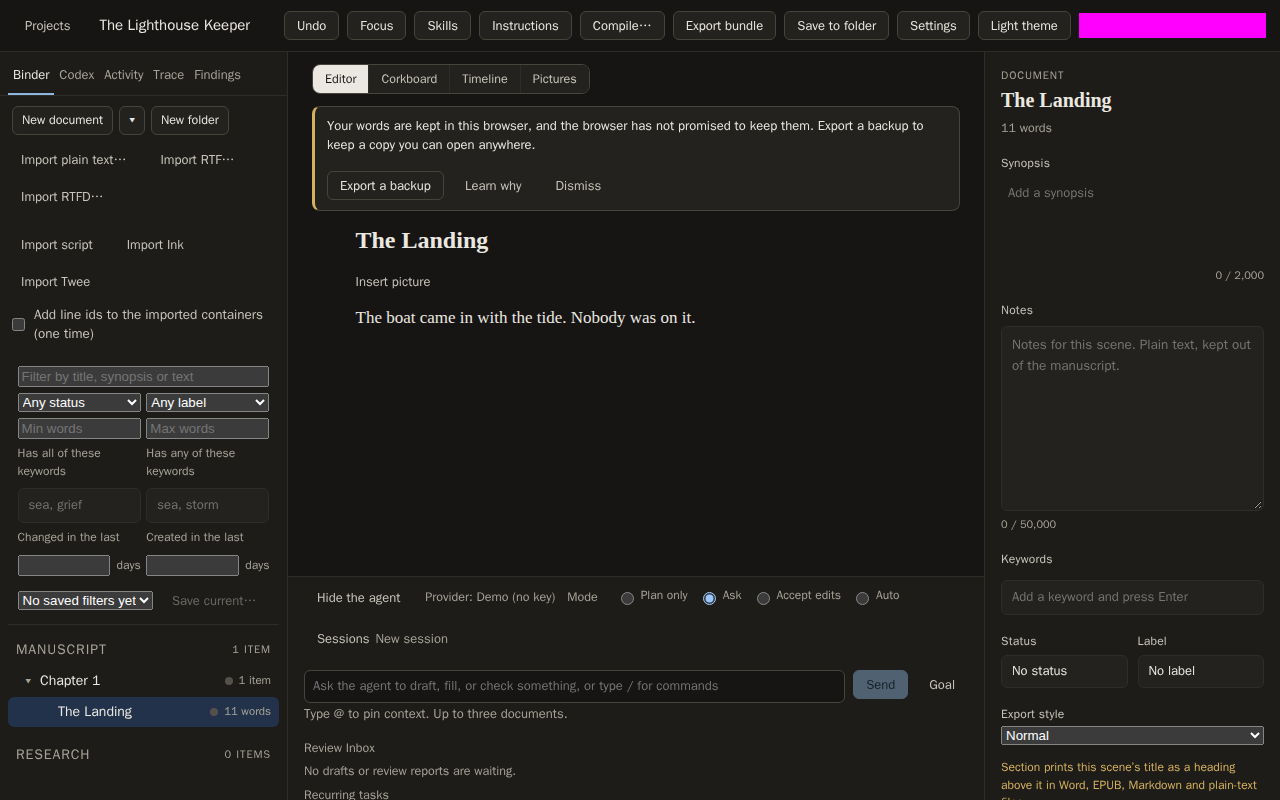 Projects
The Lighthouse Keeper
Undo
Focus
Skills
Instructions
Compile…
Export bundle
Save to folder
Settings
Light theme
Binder
Codex
Activity
Trace
Findings
New document
▾
New folder
Import plain text…
Import RTF…
Import RTFD…
Import script
Import Ink
Import Twee
Add line ids to the imported containers
(one time)
Filter by title, synopsis or text
Any status
Any label
Min words
Max words
Has all of these
keywords
Has any of these
keywords
sea, grief
sea, storm
Changed in the last
Created in the last
days
days
No saved filters yet
Save current…
MANUSCRIPT
1 ITEM
Chapter 1
1 item
The Landing
11 words
RESEARCH
0 ITEMS
Editor
Corkboard
Timeline
Pictures
Your words are kept in this browser, and the browser has not promised to keep them. Export a backup to
keep a copy you can open anywhere.
Export a backup
Learn why
Dismiss
The Landing
Insert picture
The boat came in with the tide. Nobody was on it.
Hide the agent
Provider: Demo (no key)
Mode
Plan only
Ask
Accept edits
Auto
Sessions
New session
Ask the agent to draft, fill, or check something, or type / for commands
Send
Goal
Type @ to pin context. Up to three documents.
Review Inbox
No drafts or review reports are waiting.
Recurring tasks
DOCUMENT
The Landing
11 words
Synopsis
Add a synopsis
0 / 2,000
Notes
Notes for this scene. Plain text, kept out
of the manuscript.
0 / 50,000
Keywords
Add a keyword and press Enter
Status
Label
No status
No label
Export style
Normal
Section prints this scene's title as a heading
above it in Word, EPUB, Markdown and plain-text